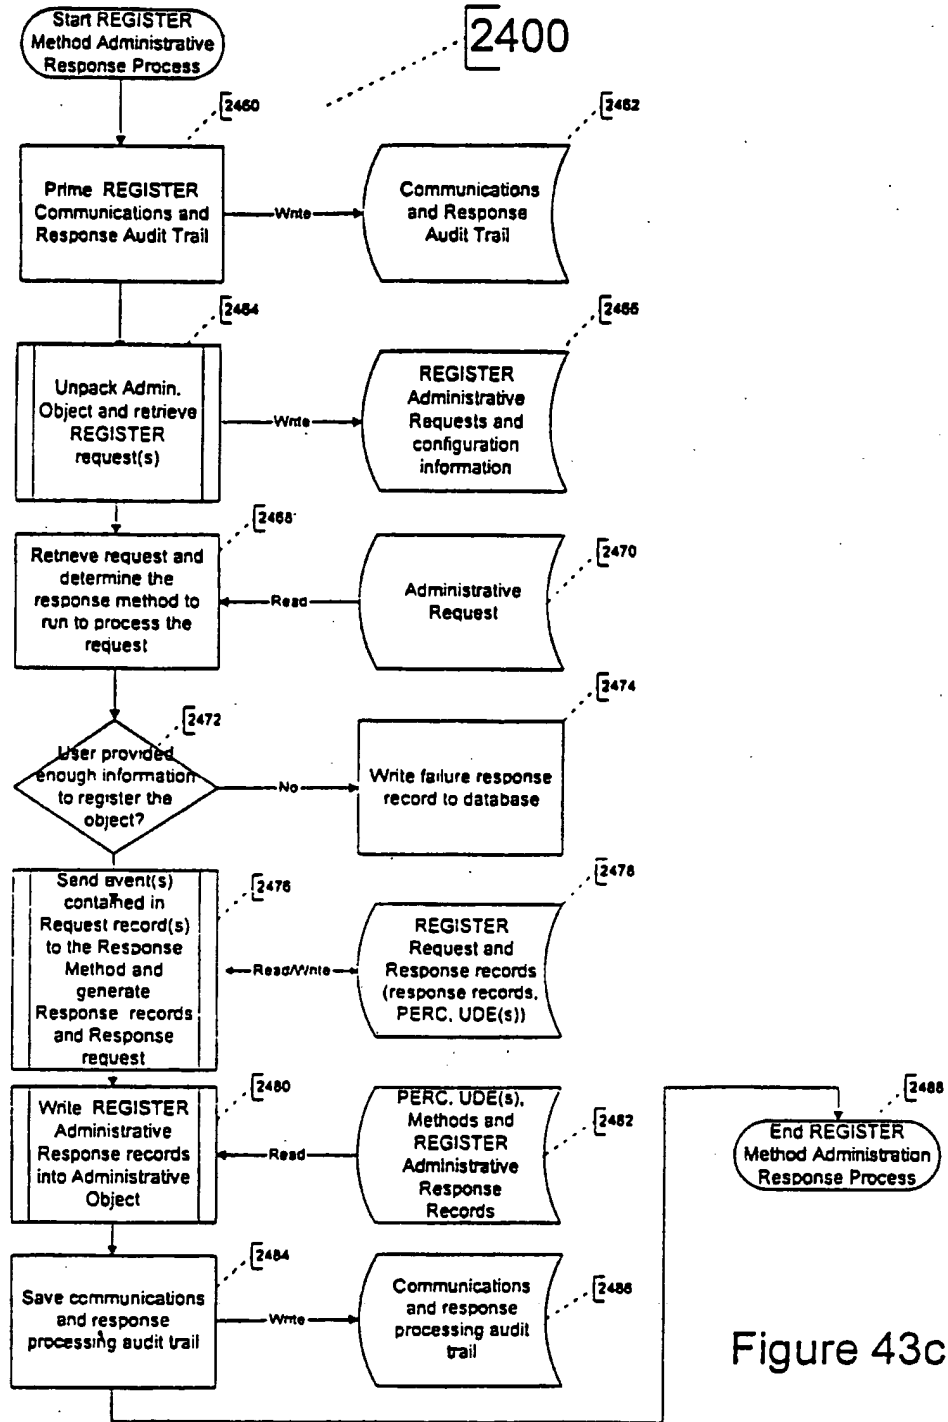 Start REGISTER
Method Administrative
Response Process
2400
2460
2462
Prime REGISTER
Communications and
Response Audit Trail
Write
Communications
and Response
Audit Trail
2464
2466
Unpack Admin.
Object and retrieve
REGISTER
request(s)
Write
REGISTER
Administrative
Requests and
configuration
information
2468
2470
Retrieve request and
determine the
response method to
run to process the
request
Read
Administrative
Request
2472
2474
User provided
enough information
to register the
object?
No
Write failure response
record to database
2476
2478
Send event(s)
contained in
Request record(s)
to the Response
Method and
generate
Response records
and Response
request
Read/Write
REGISTER
Request and
Response records
(response records,
PERC, UDE(s))
2480
2482
Write REGISTER
Administrative
Response records
into Administrative
Object
Read
PERC, UDE(s),
Methods and
REGISTER
Administrative
Response
Records
2488
End REGISTER
Method Administration
Response Process
2484
2486
Save communications
and response
processing audit trail
Write
Communications
and response
processing audit
trail
Figure 43c